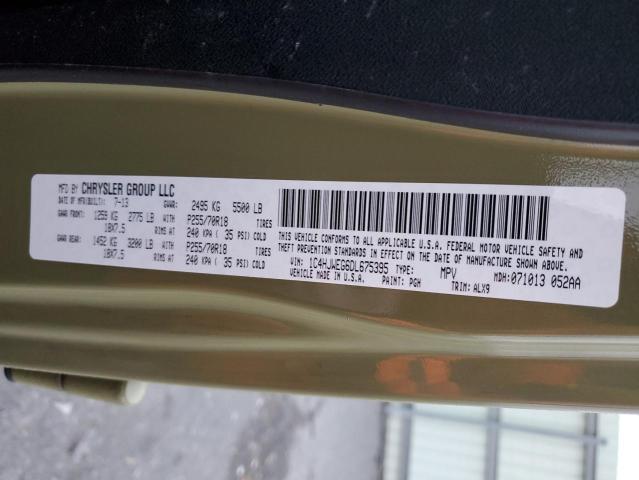 MFD BY CHRYSLER GROUP LLC
DATE OF MFR(BUILT): 7-13 GVWR: 2495 KG 5500 LB
GAWR FRONT: 1259 KG 2775 LB WITH P255/70R18 TIRES
18X7.5 RIMS AT 240 KPA ( 35 PSI) COLD
GAWR REAR: 1452 KG 3200 LB WITH P255/70R18 TIRES
18X7.5 RIMS AT 240 KPA ( 35 PSI) COLD
THIS VEHICLE CONFORMS TO ALL APPLICABLE U.S.A. FEDERAL MOTOR VEHICLE SAFETY AND
THEFT PREVENTION STANDARDS IN EFFECT ON THE DATE OF MANUFACTURE SHOWN ABOVE.
VIN: 1C4HJWEG6DL675395 TYPE: MPV MDH: 071013 052AA
MADE IN U.S.A. PAINT: PGH TRIM: ALX9